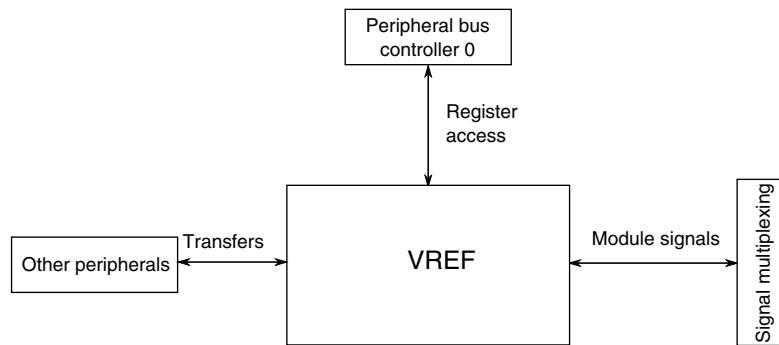 Peripheral bus
controller 0
Register
access
Other peripherals
Transfers
VREF
Module signals
Signal multiplexing